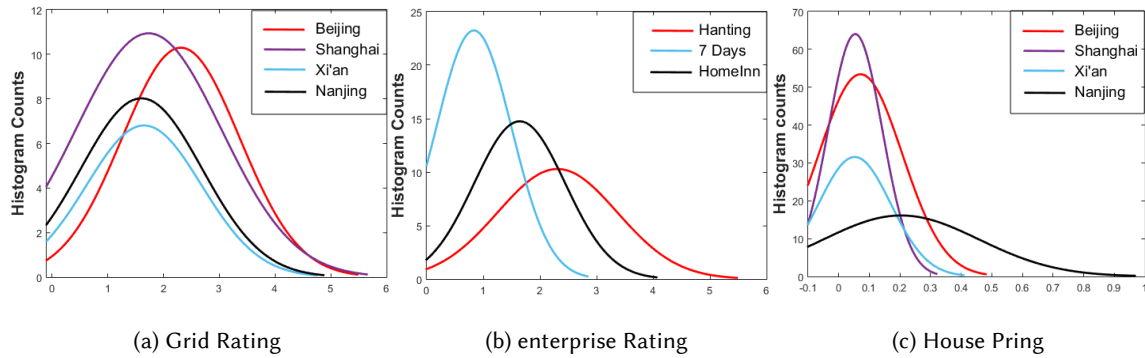 Histogram Counts
12
10
8
6
4
2
0
0 1 2 3 4 5 6
Beijing
Shanghai
Xi'an
Nanjing
(a) Grid Rating
Histogram Counts
25
20
15
10
5
0
0 1 2 3 4 5 6
Hanting
7 Days
HomeInn
(b) enterprise Rating
Histogram counts
70
60
50
40
30
20
10
0
-0.1 0 0.1 0.2 0.3 0.4 0.5 0.6 0.7 0.8 0.9 1
Beijing
Shanghai
Xi'an
Nanjing
(c) House Pring